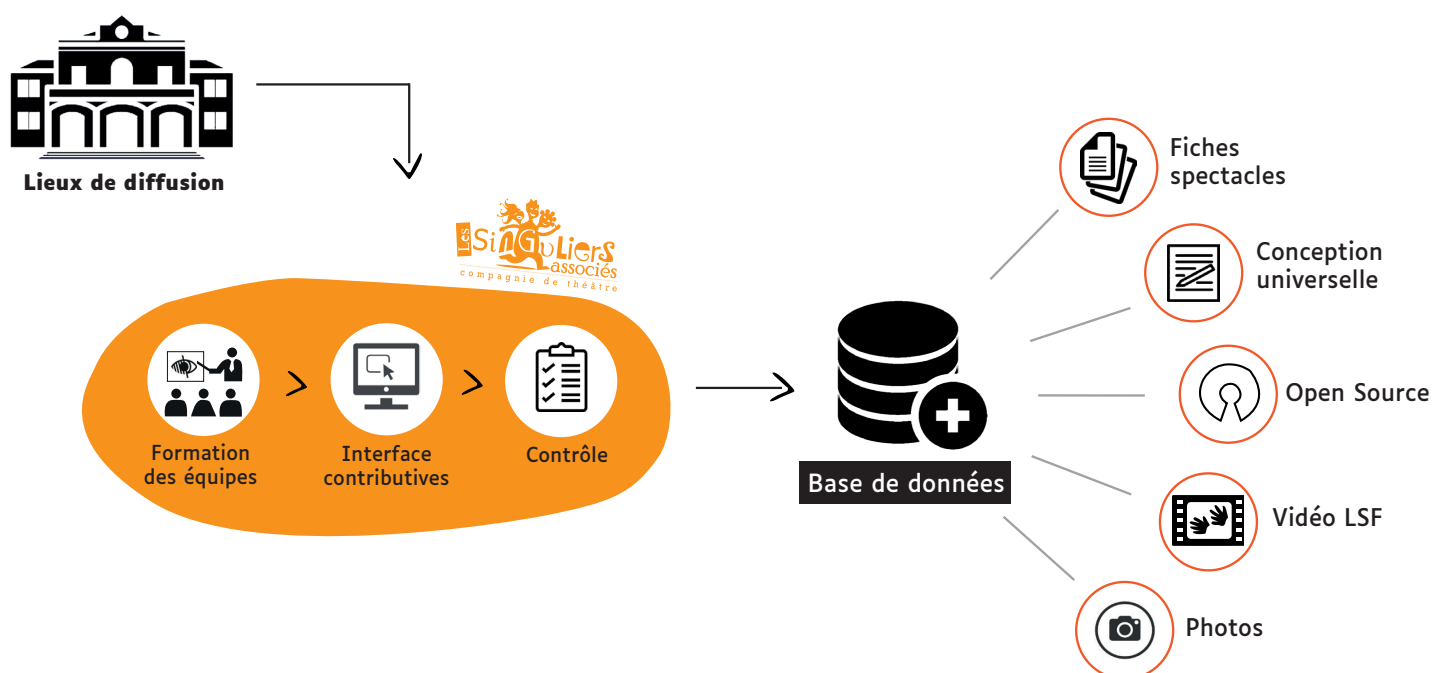 Lieux de diffusion
Les
Singuliers
associés
compagnie de théâtre
Formation
des équipes
Interface
contributives
Contrôle
Base de données
Fiches
spectacles
Conception
universelle
Open Source
Vidéo LSF
Photos